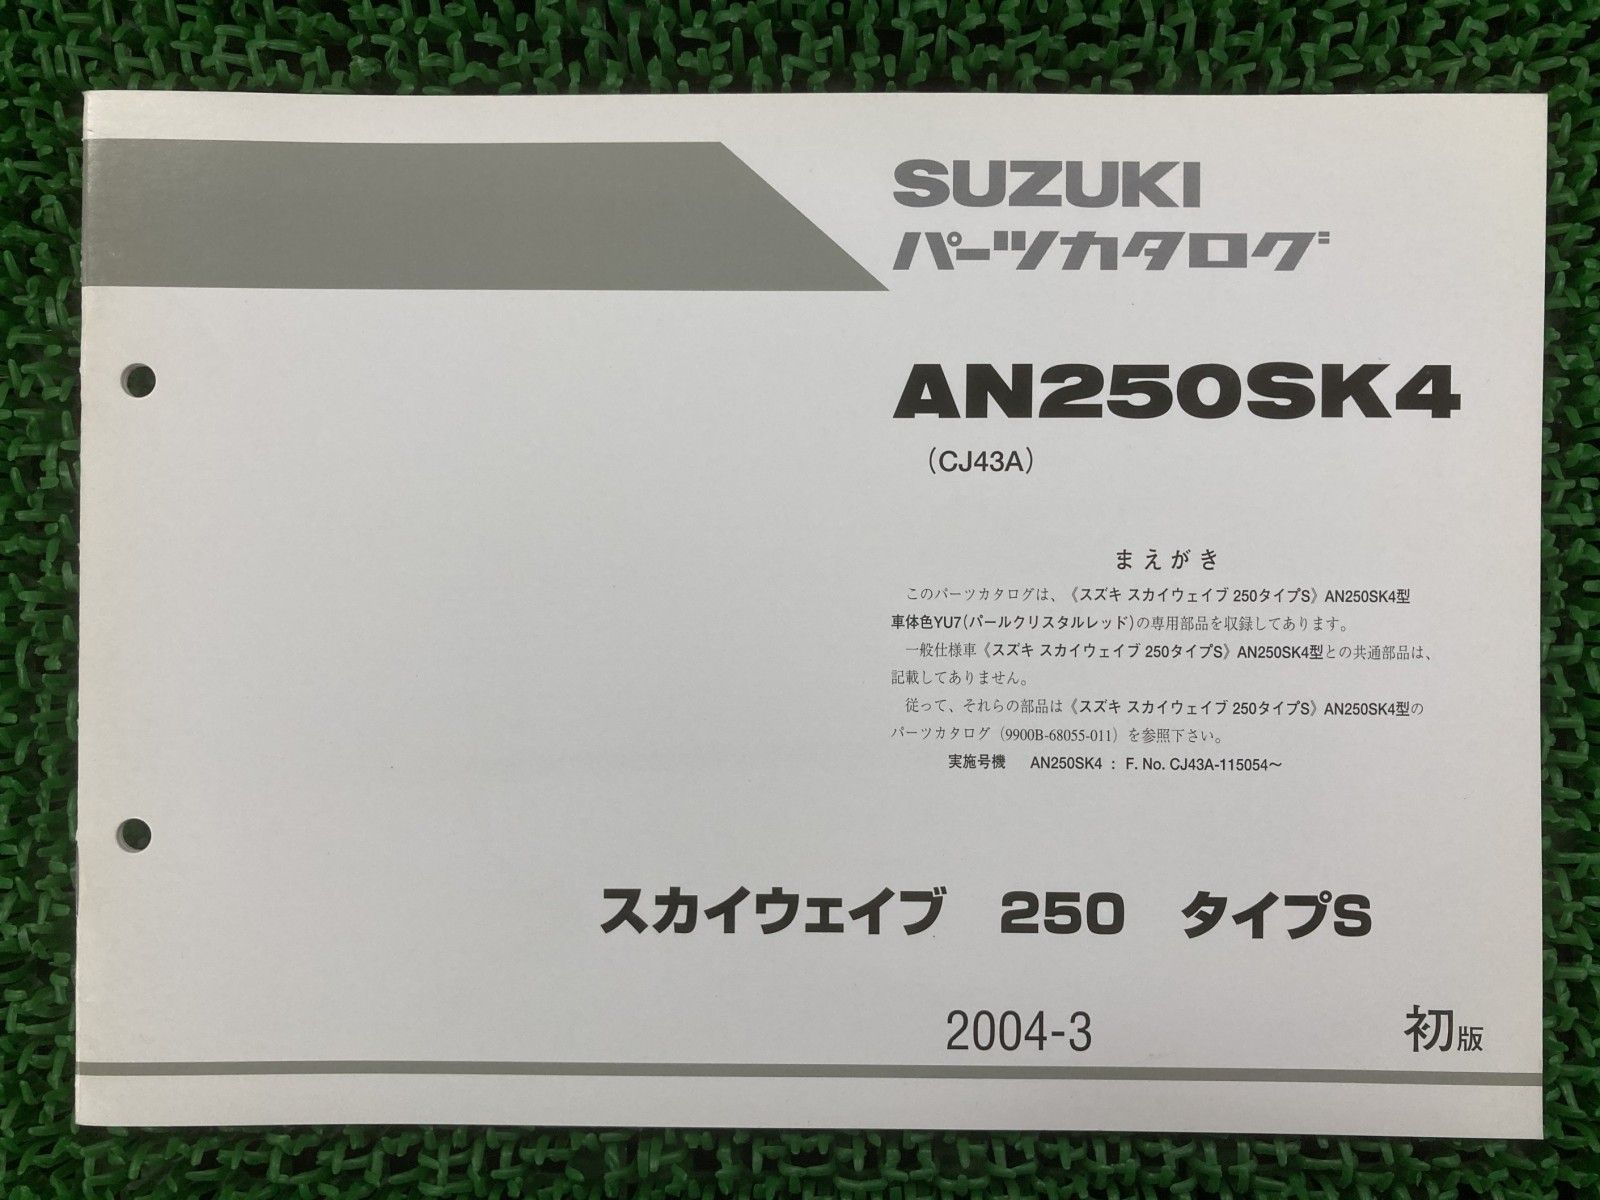 SUZUKI
パーツカタログ
AN250SK4
(CJ43A)
まえがき
このパーツカタログは、《スズキ スカイウェイブ 250タイプS》AN250SK4型
車体色YU7(パールクリスタルレッド)の専用部品を収録してあります。
一般仕様車《スズキ スカイウェイブ 250タイプS》AN250SK4型との共通部品は、
記載してありません。
従って、それらの部品は《スズキ スカイウェイブ 250タイプS》AN250SK4型の
パーツカタログ(9900B-68055-011)を参照下さい。
実施号機 AN250SK4 : F. No. CJ43A-115054〜
スカイウェイブ 250 タイプS
2004-3 初版